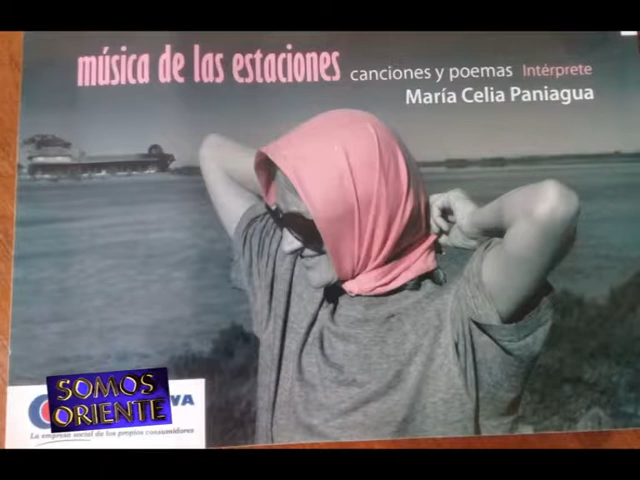 música de las estaciones canciones y poemas Intérprete
María Celia Paniagua
SOMOS
ORIENTE
La empresa social de los propios consumidores